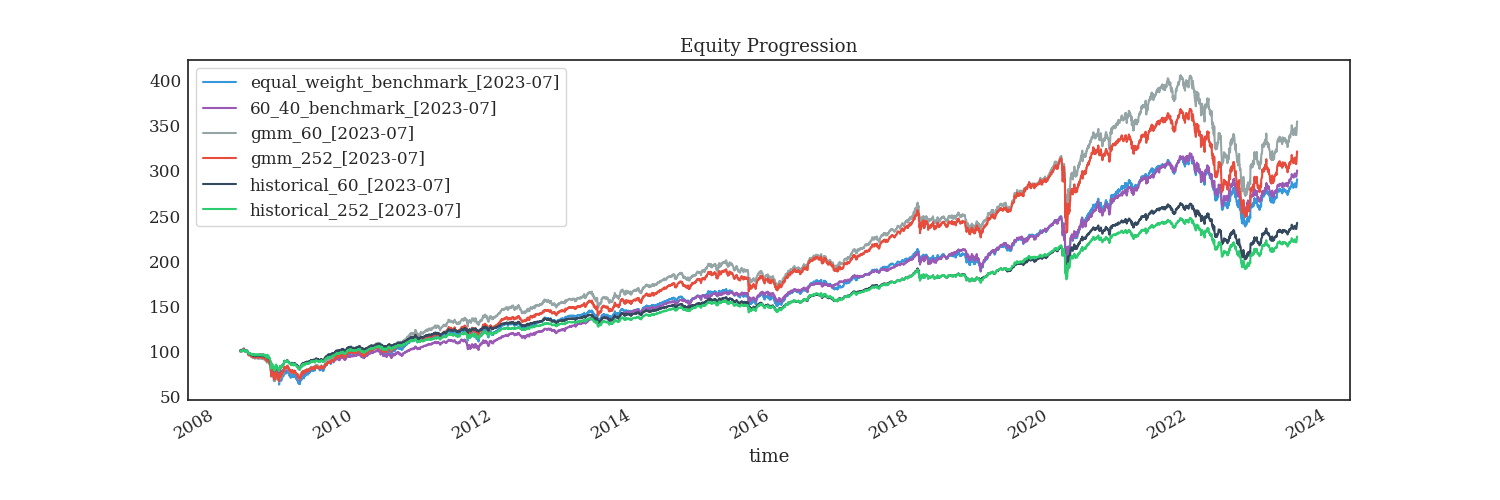 Equity Progression
400
350
300
250
200
150
100
50
equal_weight_benchmark_[2023-07]
60_40_benchmark_[2023-07]
gmm_60_[2023-07]
gmm_252_[2023-07]
historical_60_[2023-07]
historical_252_[2023-07]
2008 2010 2012 2014 2016 2018 2020 2022 2024
time